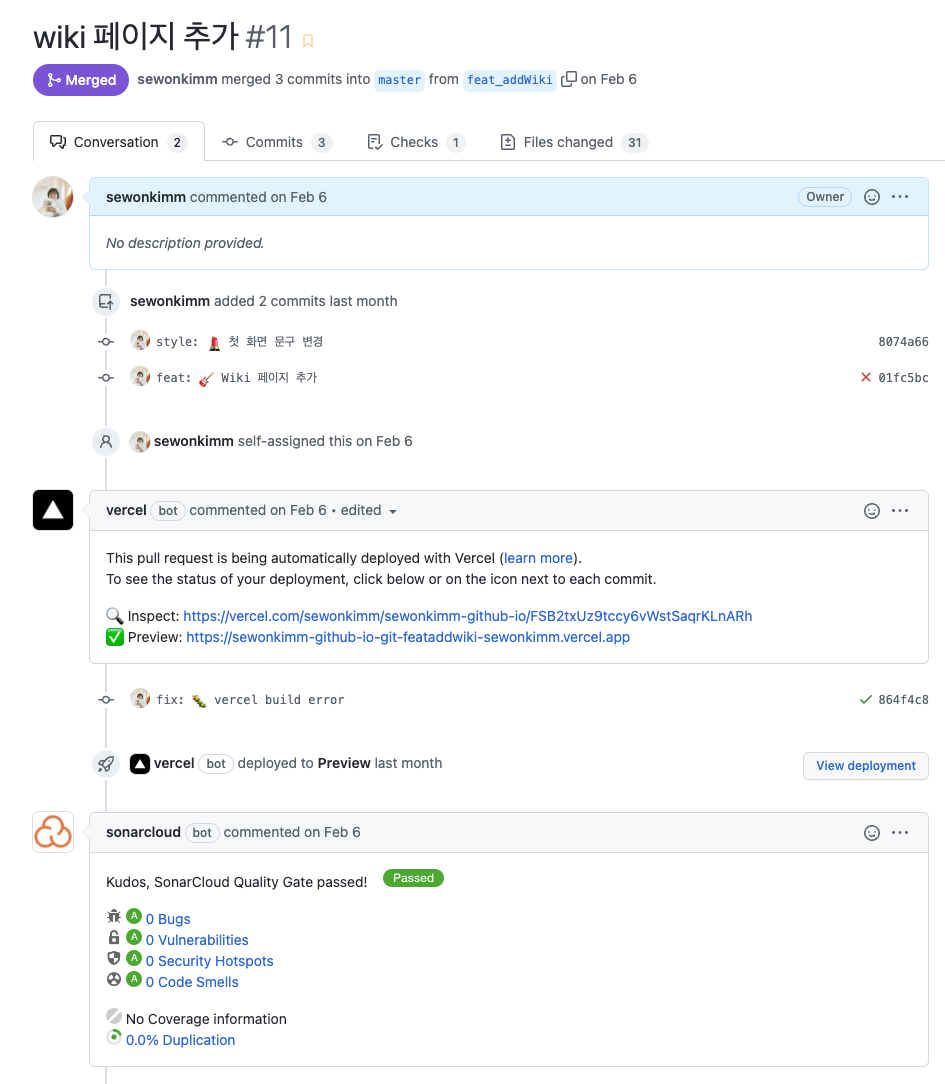 wiki 페이지 추가 #11
Merged sewonkimm merged 3 commits into master from feat_addWiki on Feb 6
Conversation 2 Commits 3 Checks 1 Files changed 31
sewonkimm commented on Feb 6 Owner
No description provided.
sewonkimm added 2 commits last month
style: 💄 첫 화면 문구 변경 8074a66
feat: 🎸 Wiki 페이지 추가 01fc5bc
sewonkimm self-assigned this on Feb 6
vercel bot commented on Feb 6 • edited
This pull request is being automatically deployed with Vercel (learn more).
To see the status of your deployment, click below or on the icon next to each commit.
🔍 Inspect: https://vercel.com/sewonkimm/sewonkimm-github-io/FSB2txUz9tccy6vWstSaqrKLnARh
✅ Preview: https://sewonkimm-github-io-git-feataddwiki-sewonkimm.vercel.app
fix: 🐛 vercel build error 864f4c8
vercel bot deployed to Preview last month View deployment
sonarcloud bot commented on Feb 6
Kudos, SonarCloud Quality Gate passed! Passed
A 0 Bugs
A 0 Vulnerabilities
A 0 Security Hotspots
A 0 Code Smells
No Coverage information
0.0% Duplication